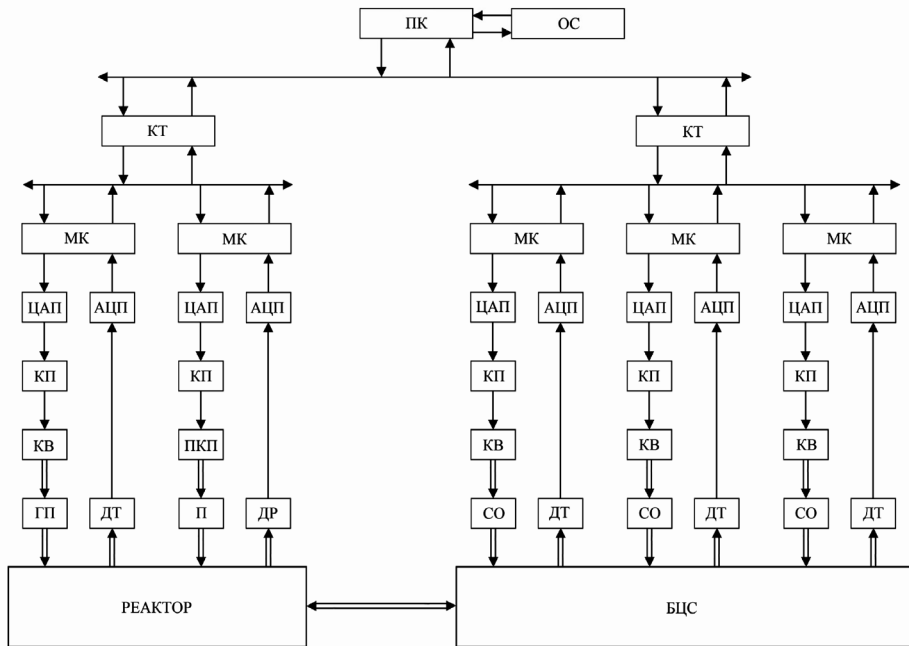 ПК ОС
КТ КТ
МК МК МК МК МК
ЦАП АЦП ЦАП АЦП ЦАП АЦП ЦАП АЦП ЦАП АЦП
КП КП КП КП КП
КВ ПКП КВ КВ КВ
ГП ДТ П ДР СО ДТ СО ДТ СО ДТ
РЕАКТОР БЦС